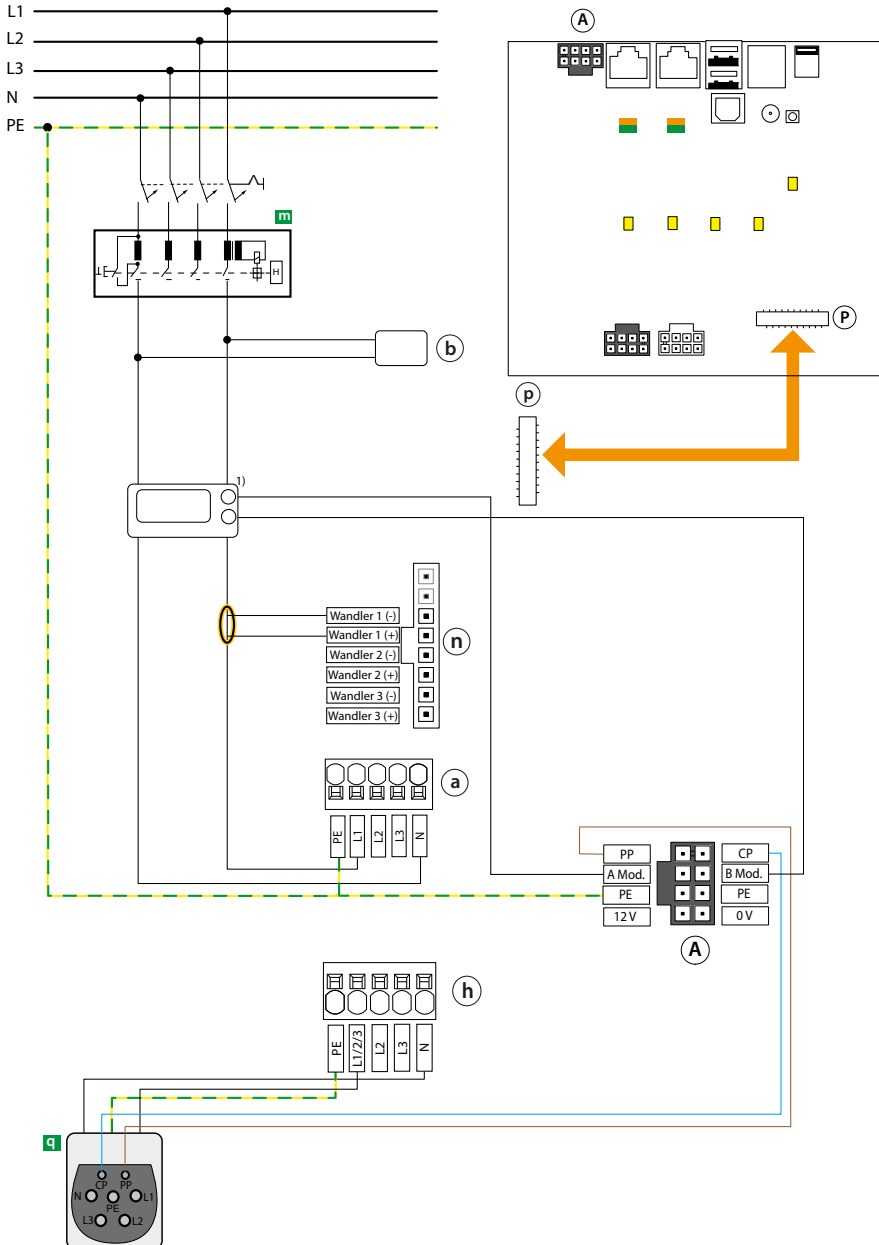 L1
L2
L3
N
PE
A
m
H
b
P
p
1)
Wandler 1 (-)
Wandler 1 (+)
Wandler 2 (-)
Wandler 2 (+)
Wandler 3 (-)
Wandler 3 (+)
n
a
PE
L1
L2
L3
N
PP
A Mod.
PE
12 V
CP
B Mod.
PE
0 V
A
h
PE
L1/2/3
L2
L3
N
q
CP
PP
N
L1
PE
L3
L2